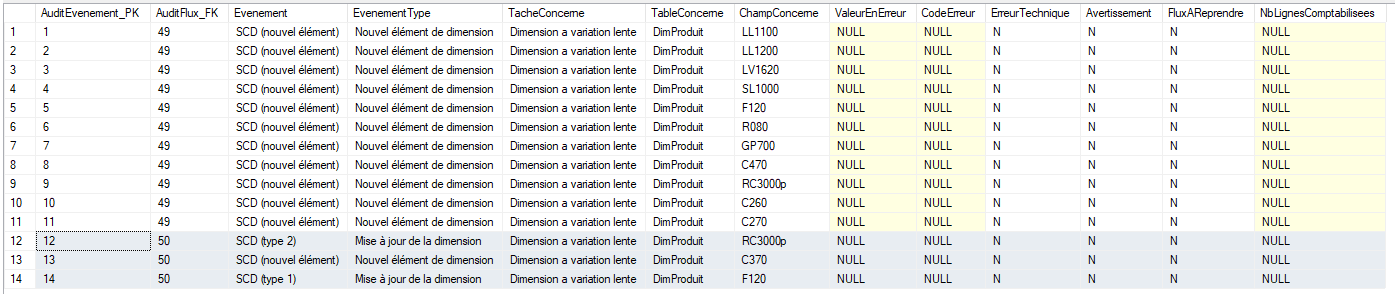 AuditEvenement_PK AuditFlux_FK Evenement EvenementType TacheConcerne TableConcerne ChampConcerne ValeurEnErreur CodeErreur ErreurTechnique Avertissement FluxAReprendre NbLignesComptabilisees
1 1 49 SCD (nouvel élément) Nouvel élément de dimension Dimension a variation lente DimProduit LL1100 NULL NULL N N N NULL
2 2 49 SCD (nouvel élément) Nouvel élément de dimension Dimension a variation lente DimProduit LL1200 NULL NULL N N N NULL
3 3 49 SCD (nouvel élément) Nouvel élément de dimension Dimension a variation lente DimProduit LV1620 NULL NULL N N N NULL
4 4 49 SCD (nouvel élément) Nouvel élément de dimension Dimension a variation lente DimProduit SL1000 NULL NULL N N N NULL
5 5 49 SCD (nouvel élément) Nouvel élément de dimension Dimension a variation lente DimProduit F120 NULL NULL N N N NULL
6 6 49 SCD (nouvel élément) Nouvel élément de dimension Dimension a variation lente DimProduit R080 NULL NULL N N N NULL
7 7 49 SCD (nouvel élément) Nouvel élément de dimension Dimension a variation lente DimProduit GP700 NULL NULL N N N NULL
8 8 49 SCD (nouvel élément) Nouvel élément de dimension Dimension a variation lente DimProduit C470 NULL NULL N N N NULL
9 9 49 SCD (nouvel élément) Nouvel élément de dimension Dimension a variation lente DimProduit RC3000p NULL NULL N N N NULL
10 10 49 SCD (nouvel élément) Nouvel élément de dimension Dimension a variation lente DimProduit C260 NULL NULL N N N NULL
11 11 49 SCD (nouvel élément) Nouvel élément de dimension Dimension a variation lente DimProduit C270 NULL NULL N N N NULL
12 12 50 SCD (type 2) Mise à jour de la dimension Dimension a variation lente DimProduit RC3000p NULL NULL N N N NULL
13 13 50 SCD (nouvel élément) Nouvel élément de dimension Dimension a variation lente DimProduit C370 NULL NULL N N N NULL
14 14 50 SCD (type 1) Mise à jour de la dimension Dimension a variation lente DimProduit F120 NULL NULL N N N NULL